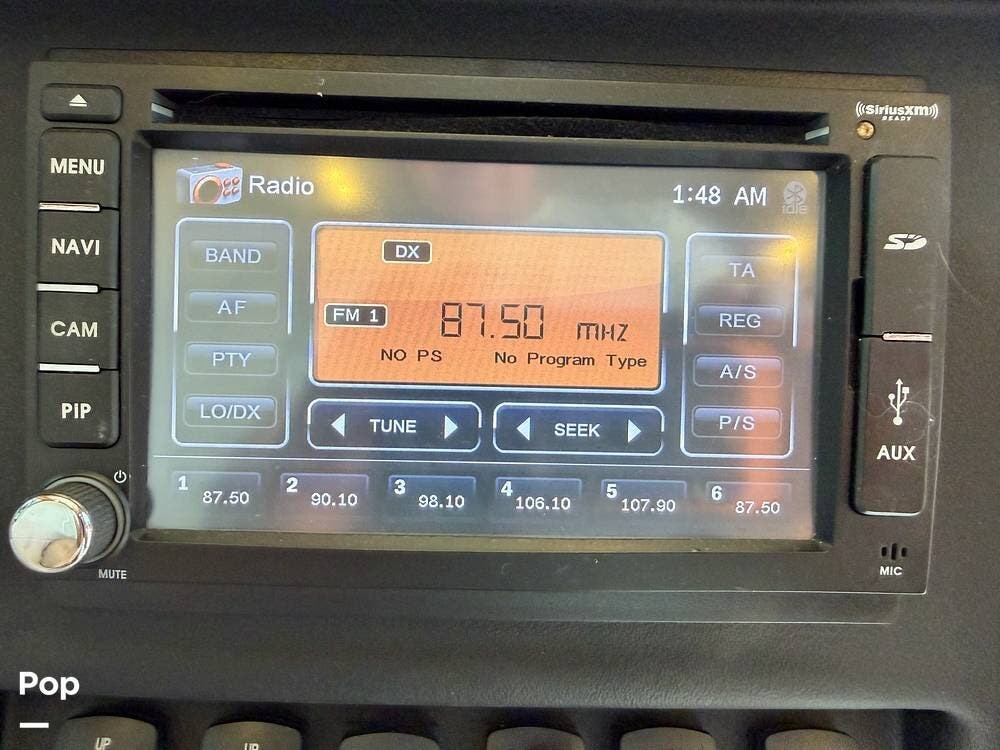 ((SiriusXM))
READY
MENU
NAVI
CAM
PIP
MUTE
Radio
1:48 AM
idle
BAND
AF
PTY
LO/DX
DX
FM 1
87.50 MHZ
NO PS No Program Type
TUNE
SEEK
TA
REG
A/S
P/S
1 87.50
2 90.10
3 98.10
4 106.10
5 107.90
6 87.50
SD
AUX
MIC
Pop
UP
UP